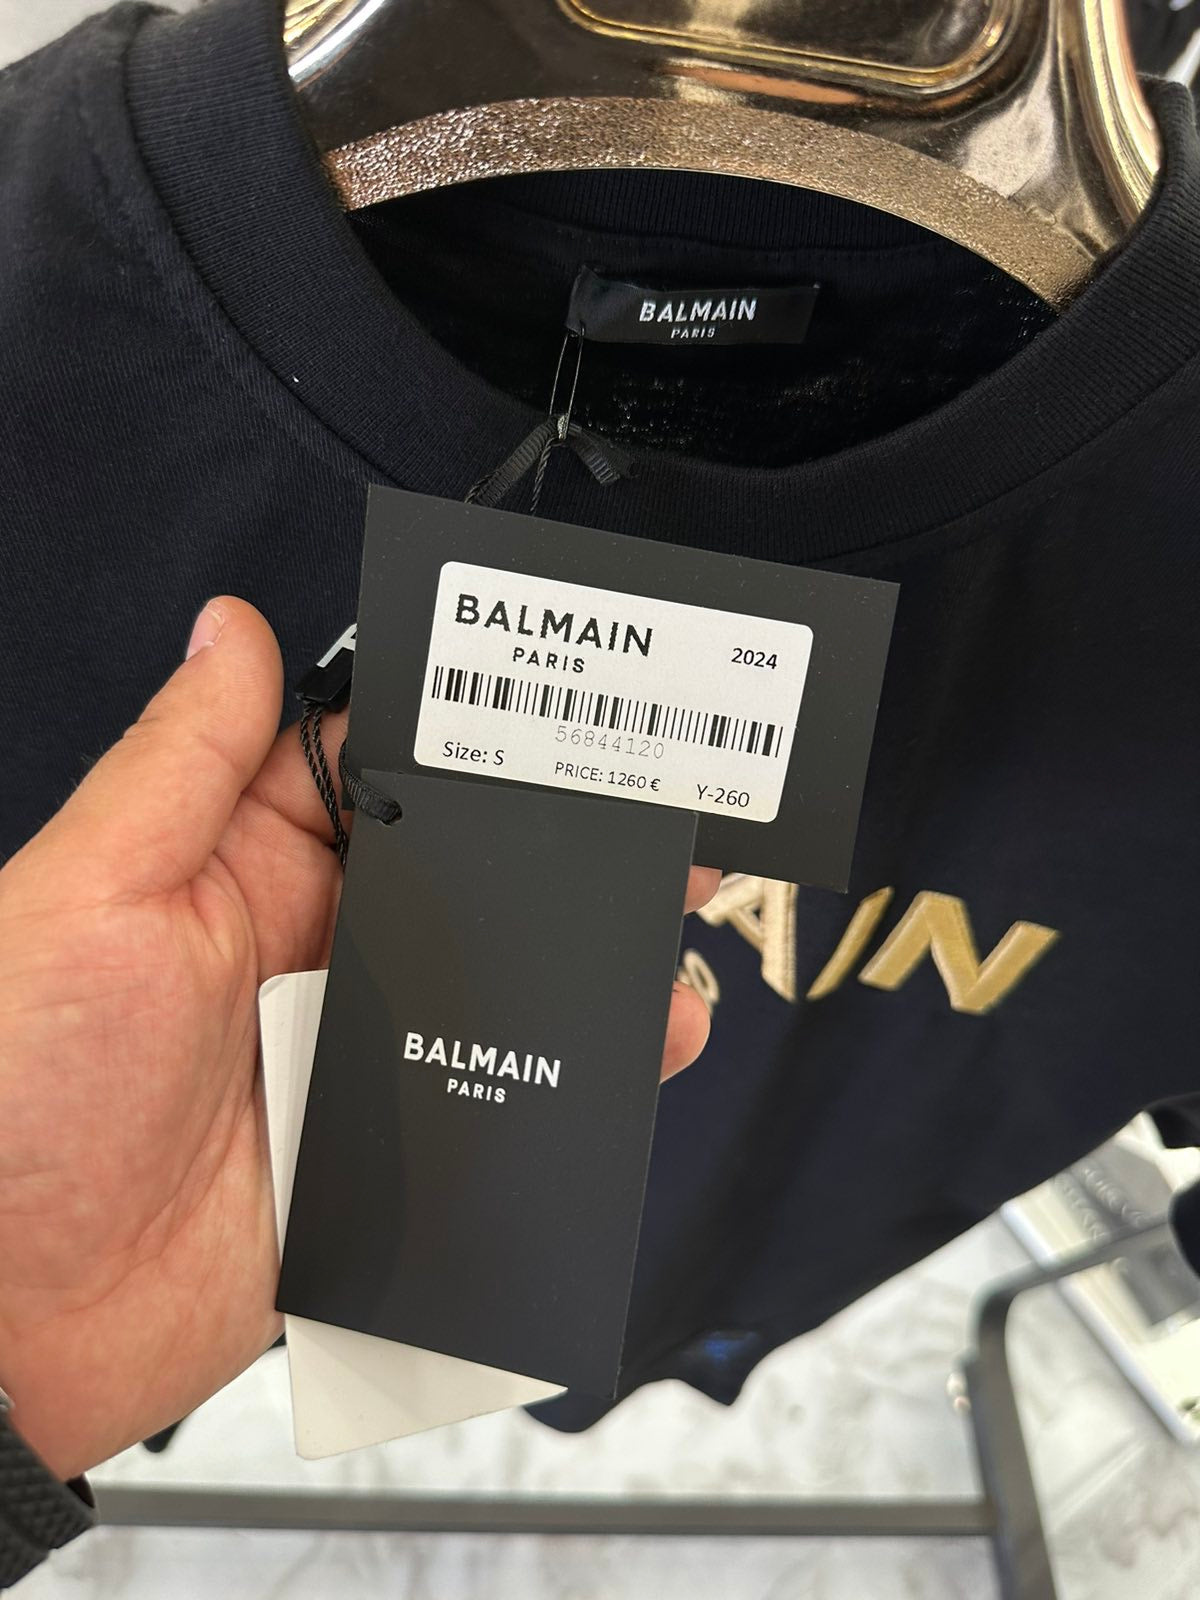 BALMAIN
PARIS
BALMAIN
PARIS
2024
56844120
Size: S
PRICE: 1260 €
Y-260
AIN
BALMAIN
PARIS